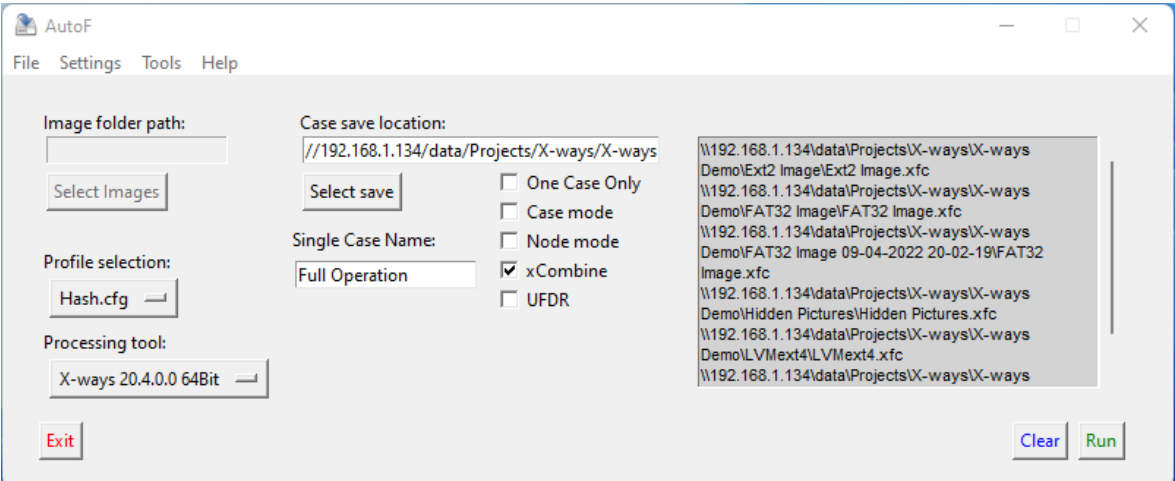 AutoF
File Settings Tools Help
Image folder path:
Select Images
Profile selection:
Hash.cfg
Processing tool:
X-ways 20.4.0.0 64Bit
Exit
Case save location:
//192.168.1.134/data/Projects/X-ways/X-ways
Select save
Single Case Name:
Full Operation
One Case Only
Case mode
Node mode
xCombine
UFDR
\\192.168.1.134\data\Projects\X-ways\X-ways
Demo\Ext2 Image\Ext2 Image.xfc
\\192.168.1.134\data\Projects\X-ways\X-ways
Demo\FAT32 Image\FAT32 Image.xfc
\\192.168.1.134\data\Projects\X-ways\X-ways
Demo\FAT32 Image 09-04-2022 20-02-19\FAT32
Image.xfc
\\192.168.1.134\data\Projects\X-ways\X-ways
Demo\Hidden Pictures\Hidden Pictures.xfc
\\192.168.1.134\data\Projects\X-ways\X-ways
Demo\LVMext4\LVMext4.xfc
\\192.168.1.134\data\Projects\X-ways\X-ways
Clear
Run